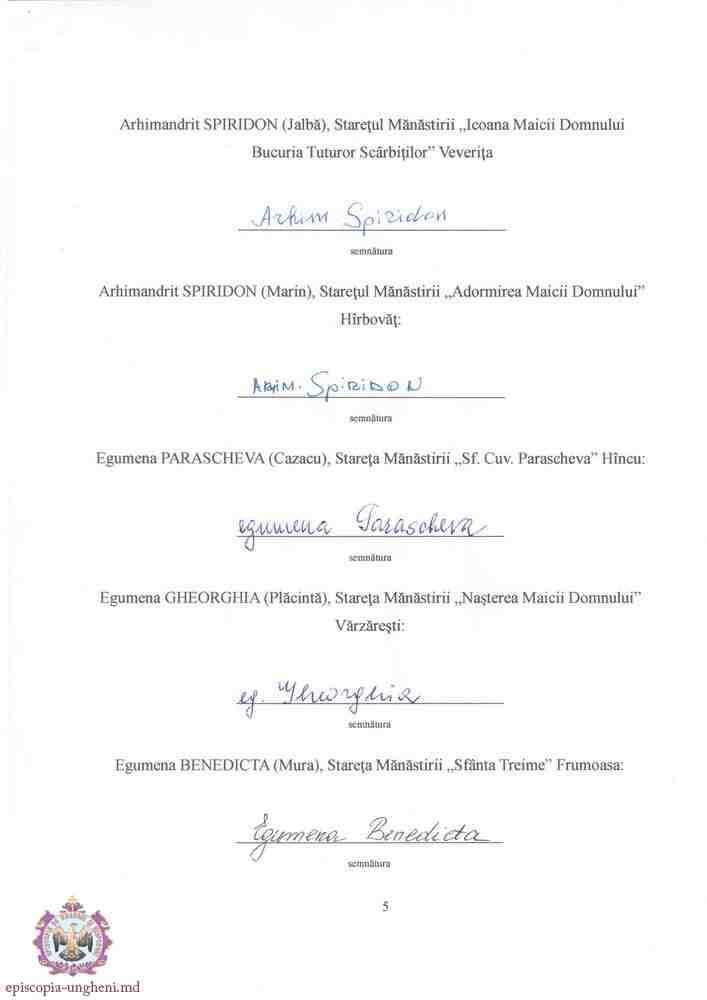 Arhimandrit SPIRIDON (Jalbă), Stareţul Mănăstirii „Icoana Maicii Domnului
Bucuria Tuturor Scârbiţilor” Veveriţa
Arhim Spiridon
semnătura
Arhimandrit SPIRIDON (Marin), Stareţul Mănăstirii „Adormirea Maicii Domnului”
Hîrbovăţ:
Arhim. Spiridon
semnătura
Egumena PARASCHEVA (Cazacu), Stareţa Mănăstirii „Sf. Cuv. Parascheva” Hîncu:
egumena Parascheva
semnătura
Egumena GHEORGHIA (Plăcintă), Stareţa Mănăstirii „Naşterea Maicii Domnului”
Vărzăreşti:
eg. Gheorghia
semnătura
Egumena BENEDICTA (Mura), Stareţa Mănăstirii „Sfânta Treime” Frumoasa:
Egumena Benedicta
semnătura
5
episcopia-ungheni.md